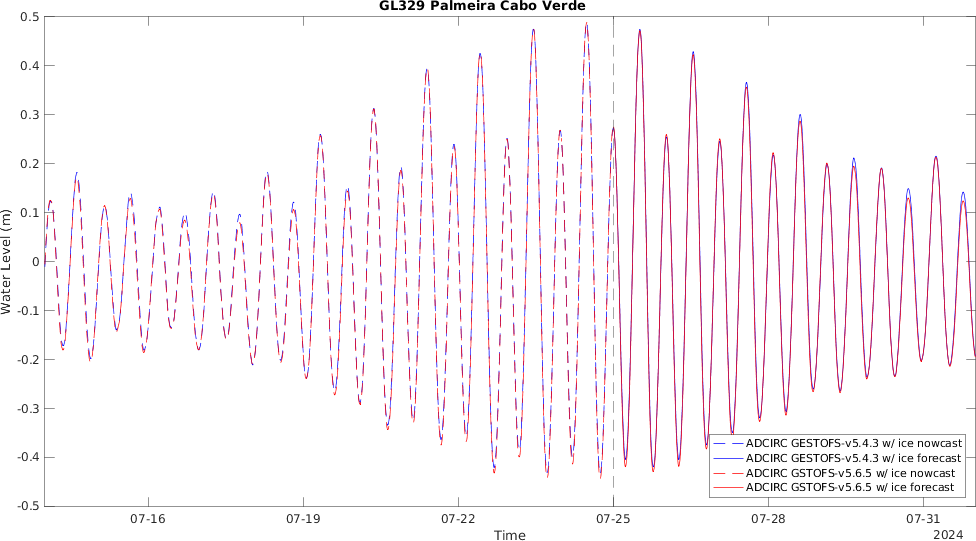 GL329 Palmeira Cabo Verde
0.5
0.4
0.3
0.2
0.1
0
-0.1
-0.2
-0.3
-0.4
-0.5
Water Level (m)
ADCIRC GESTOFS-v5.4.3 w/ ice nowcast
ADCIRC GESTOFS-v5.4.3 w/ ice forecast
ADCIRC GSTOFS-v5.6.5 w/ ice nowcast
ADCIRC GSTOFS-v5.6.5 w/ ice forecast
07-16 07-19 07-22 07-25 07-28 07-31
Time 2024